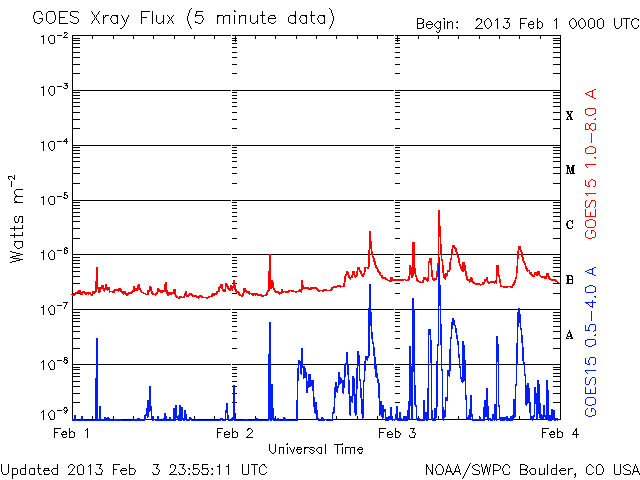 GOES Xray Flux (5 minute data)
Begin: 2013 Feb 1 0000 UTC
10⁻²
10⁻³
10⁻⁴
10⁻⁵
10⁻⁶
10⁻⁷
10⁻⁸
10⁻⁹
Watts m⁻²
X
M
C
B
A
GOES15 1.0-8.0 A
GOES15 0.5-4.0 A
Feb 1
Feb 2
Feb 3
Feb 4
Universal Time
Updated 2013 Feb 3 23:55:11 UTC
NOAA/SWPC Boulder, CO USA